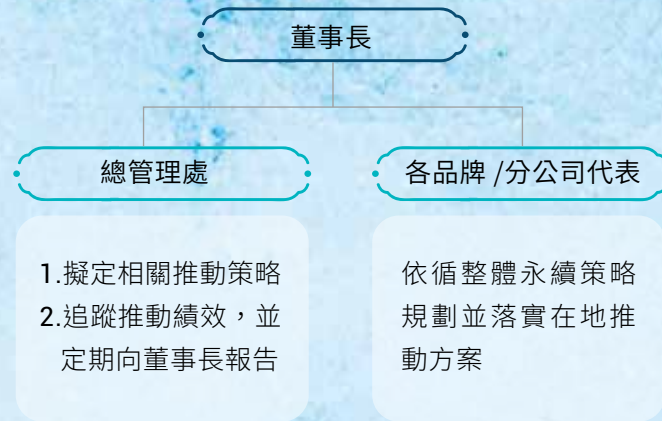 董事長
總管理處
1.擬定相關推動策略
2.追蹤推動績效，並
定期向董事長報告
各品牌 /分公司代表
依循整體永續策略
規劃並落實在地推
動方案